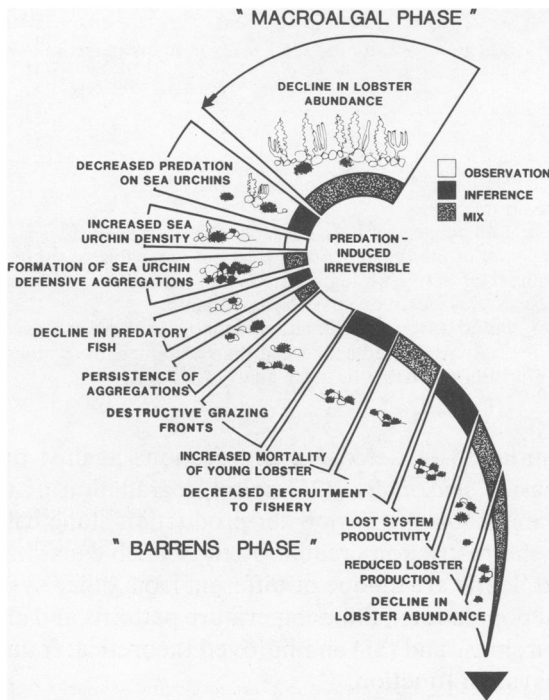 " MACROALGAL PHASE "
DECLINE IN LOBSTER
ABUNDANCE
DECREASED PREDATION
ON SEA URCHINS
OBSERVATION
INFERENCE
MIX
INCREASED SEA
URCHIN DENSITY
PREDATION -
INDUCED
IRREVERSIBLE
FORMATION OF SEA URCHIN
DEFENSIVE AGGREGATIONS
DECLINE IN PREDATORY
FISH
PERSISTENCE OF
AGGREGATIONS
DESTRUCTIVE GRAZING
FRONTS
INCREASED MORTALITY
OF YOUNG LOBSTER
DECREASED RECRUITMENT
TO FISHERY
LOST SYSTEM
PRODUCTIVITY
" BARRENS PHASE "
REDUCED LOBSTER
PRODUCTION
DECLINE IN
LOBSTER ABUNDANCE